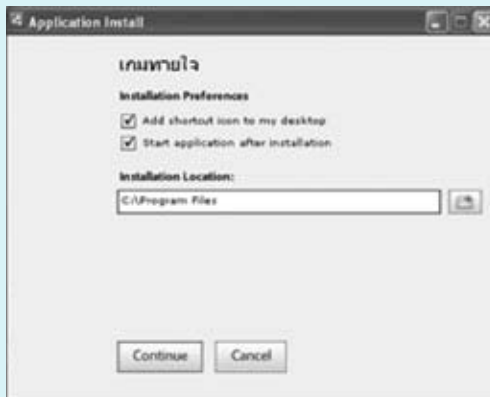 Application Install
เกมทายใจ
Installation Preferences
Add shortcut icon to my desktop
Start application after installation
Installation Location:
C:\Program Files
Continue Cancel